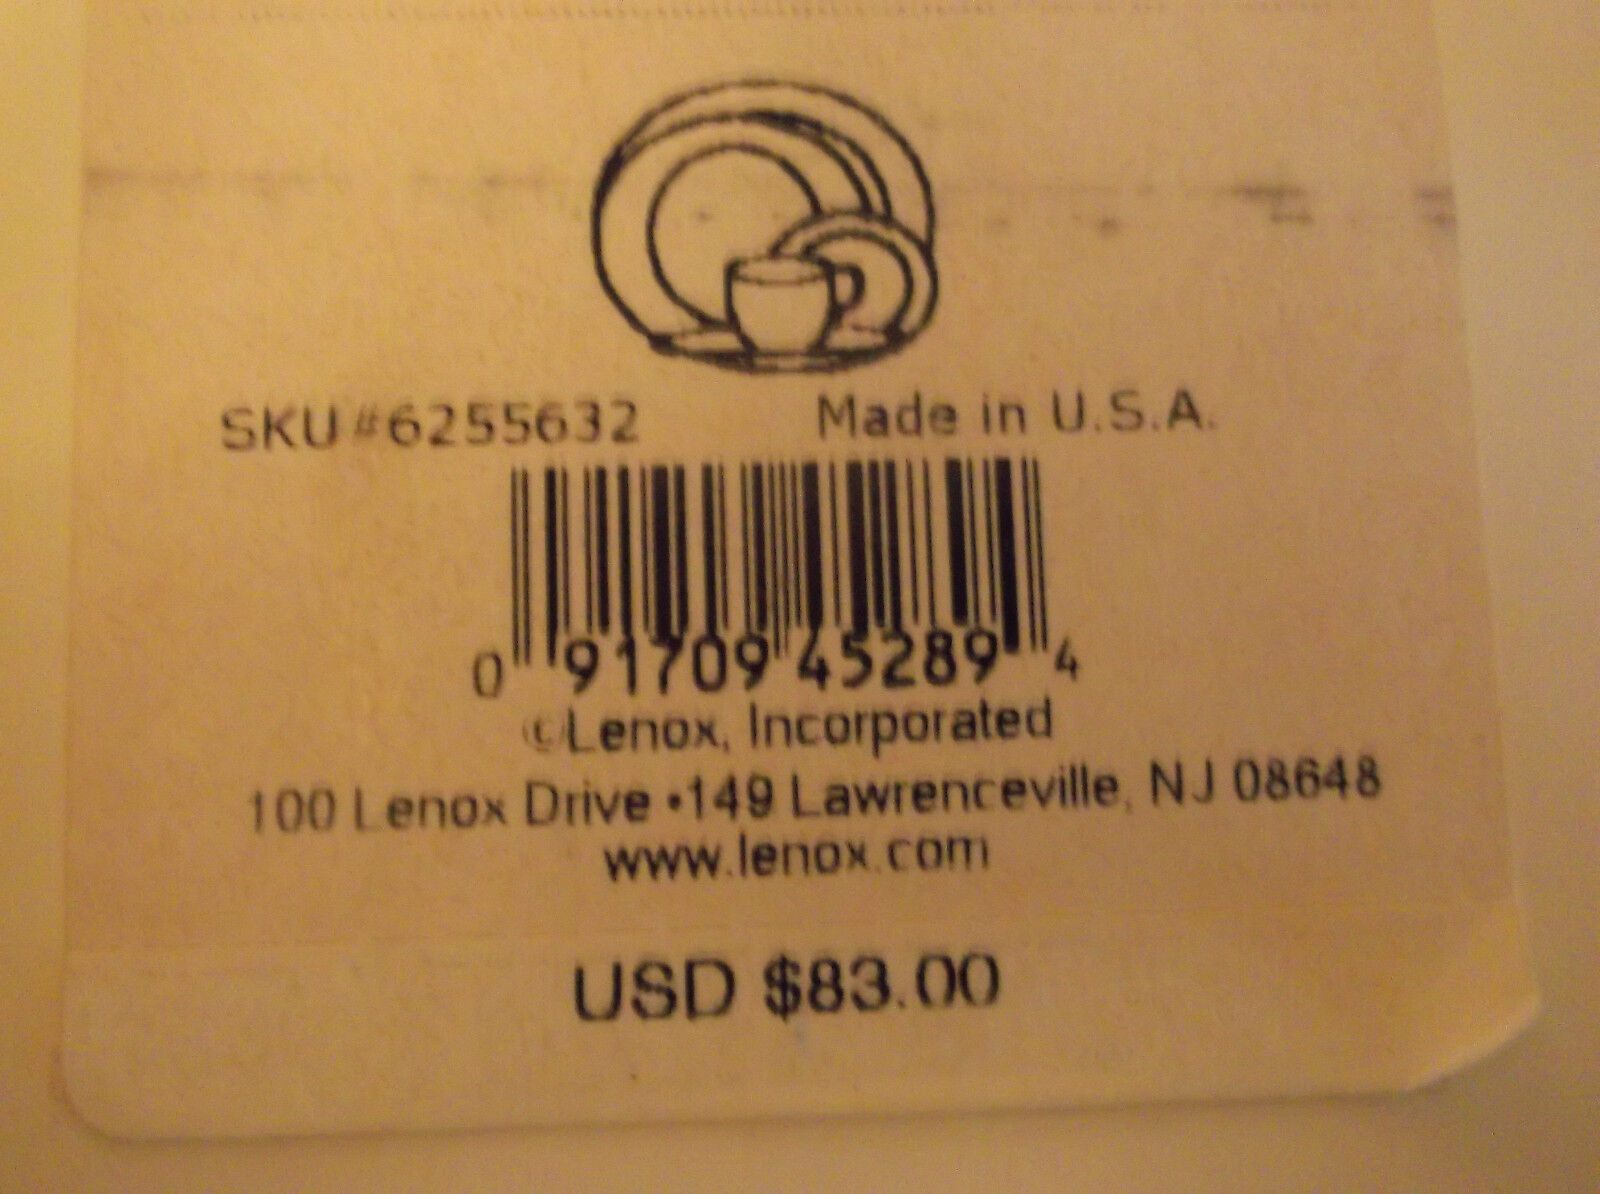 SKU #6255632 Made in U.S.A.
0 91709 45289 4
©Lenox, Incorporated
100 Lenox Drive •149 Lawrenceville, NJ 08648
www.lenox.com
USD $83.00